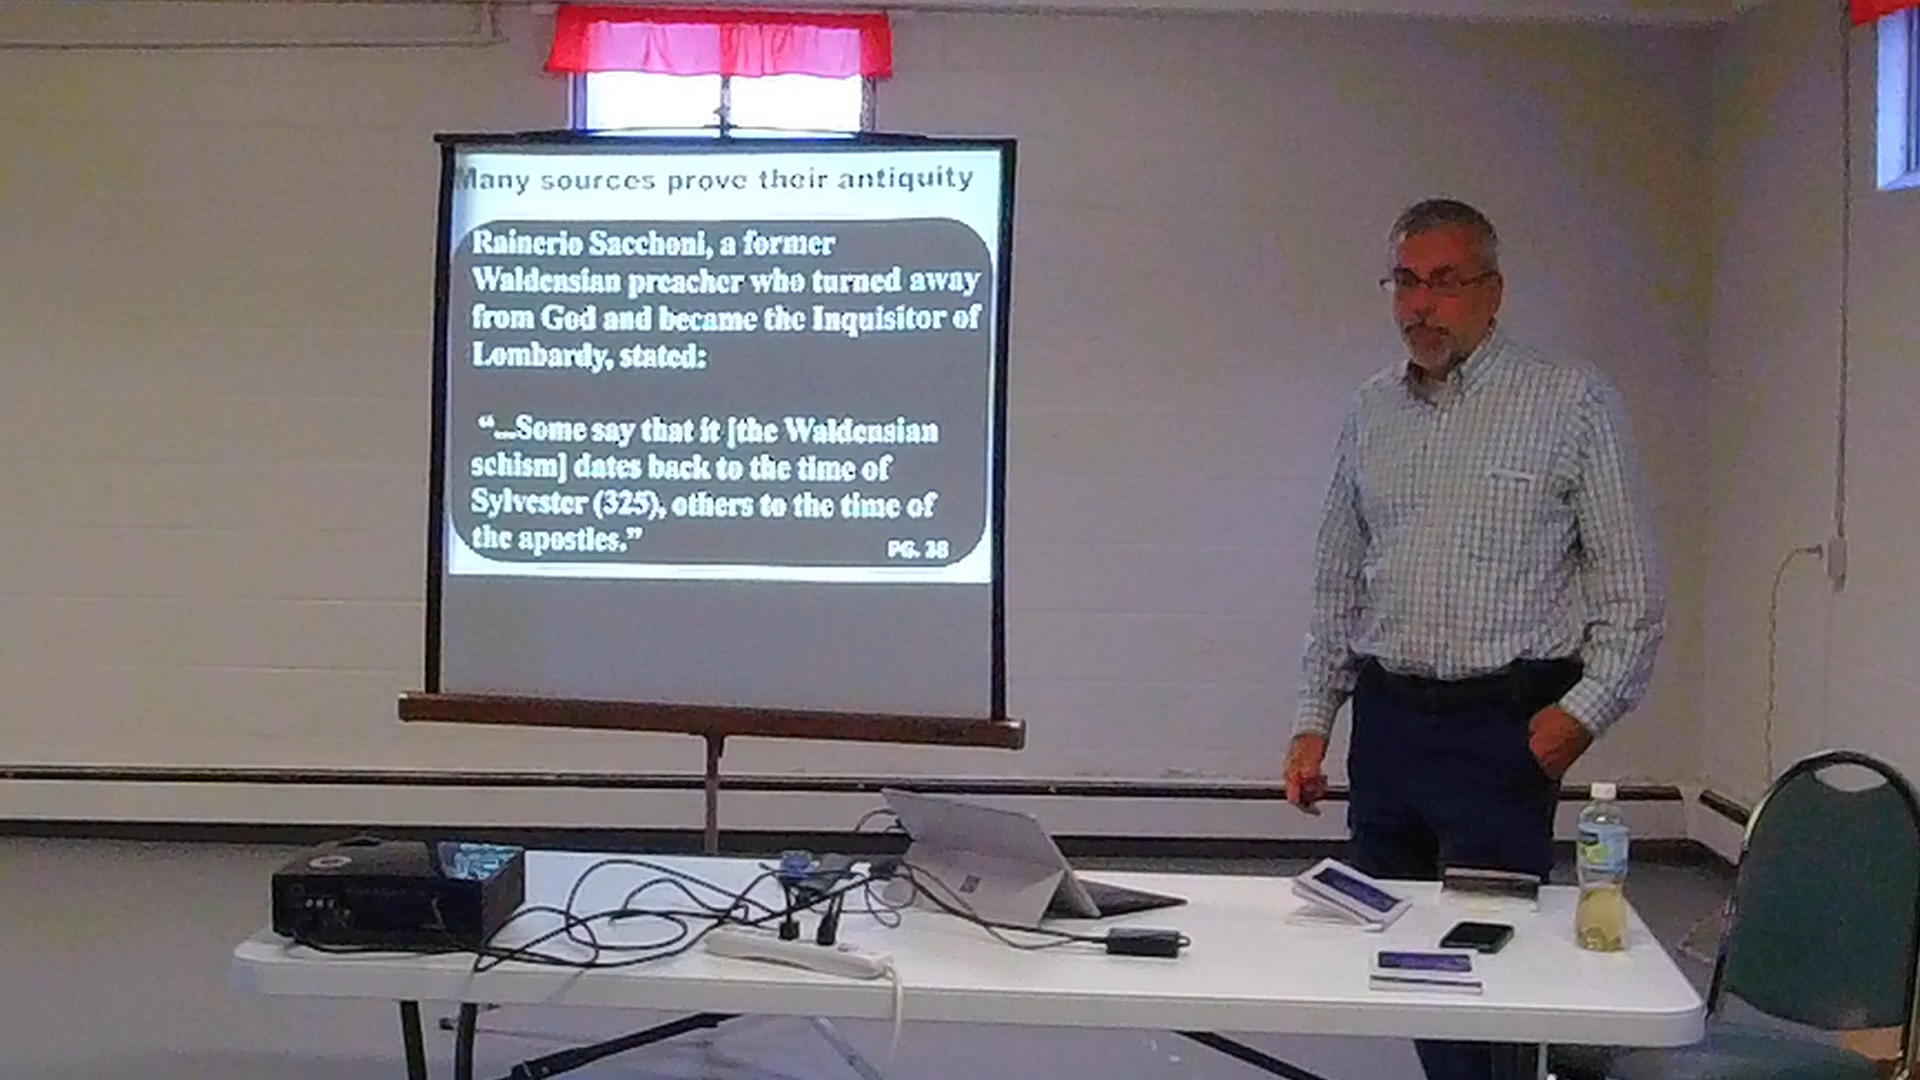 Many sources prove their antiquity
Rainerio Sacchoni, a former
Waldensian preacher who turned away
from God and became the Inquisitor of
Lombardy, stated:
“...Some say that it [the Waldensian
schism] dates back to the time of
Sylvester (325), others to the time of
the apostles.”
PG. 38